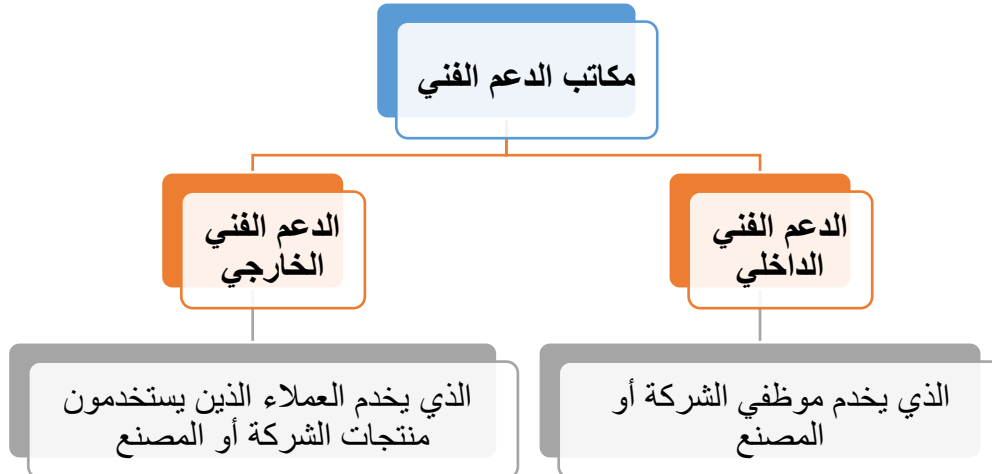 مكاتب الدعم الفني
الدعم الفني
الداخلي
الذي يخدم موظفي الشركة أو
المصنع
الدعم الفني
الخارجي
الذي يخدم العملاء الذين يستخدمون
منتجات الشركة أو المصنع